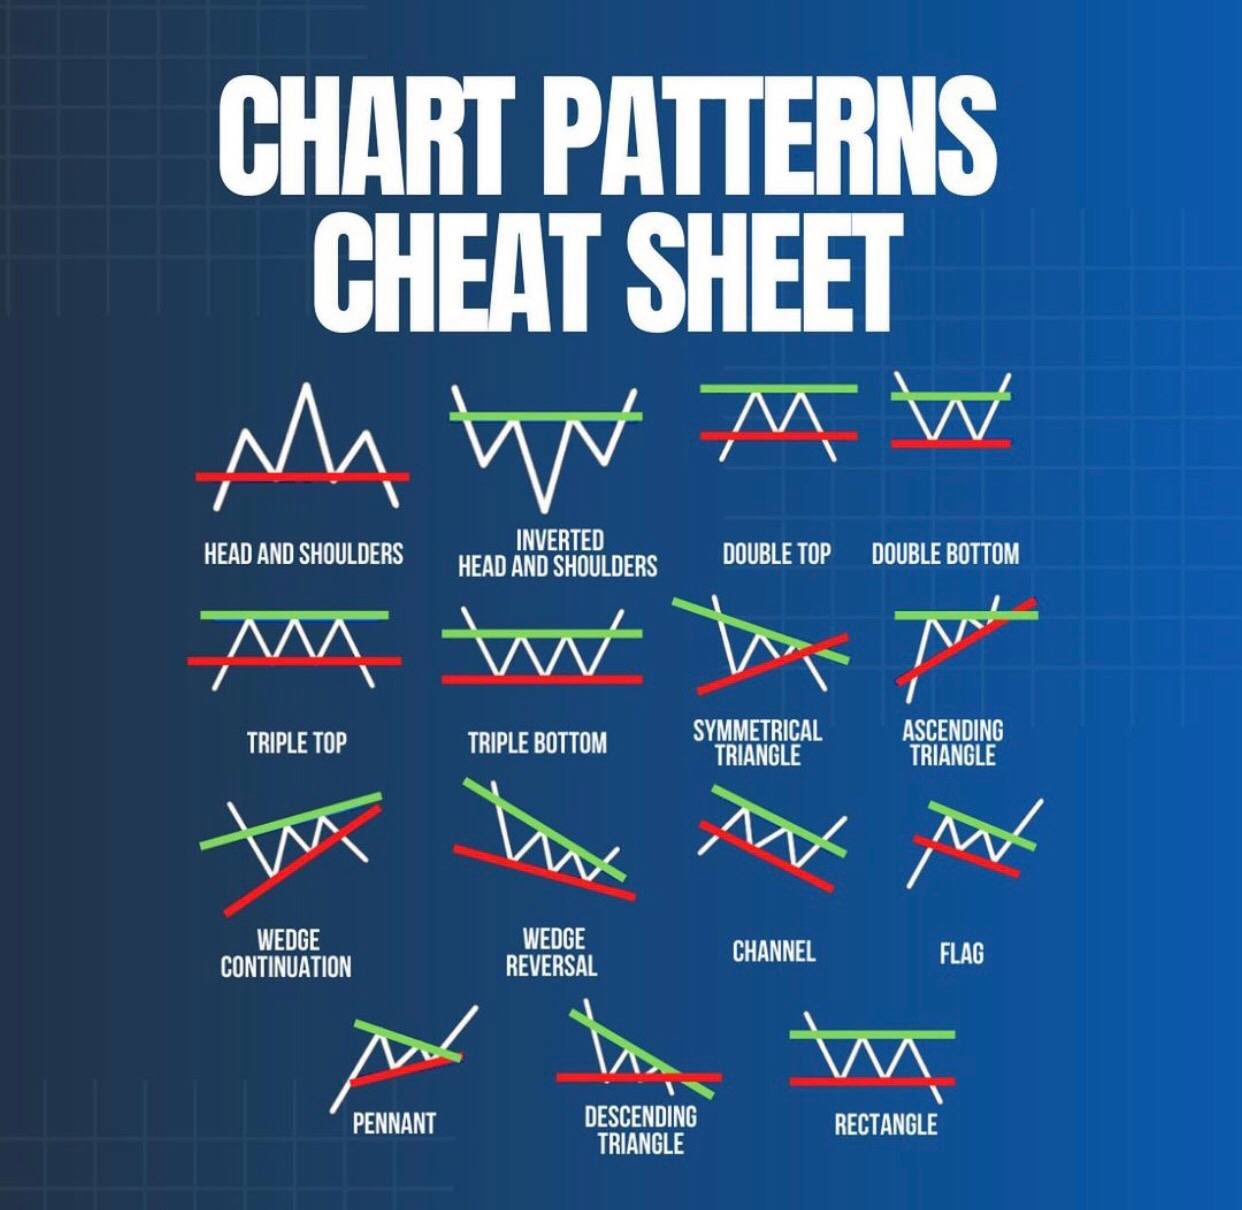 CHART PATTERNS
CHEAT SHEET
HEAD AND SHOULDERS
INVERTED
HEAD AND SHOULDERS
DOUBLE TOP
DOUBLE BOTTOM
TRIPLE TOP
TRIPLE BOTTOM
SYMMETRICAL
TRIANGLE
ASCENDING
TRIANGLE
WEDGE
CONTINUATION
WEDGE
REVERSAL
CHANNEL
FLAG
PENNANT
DESCENDING
TRIANGLE
RECTANGLE